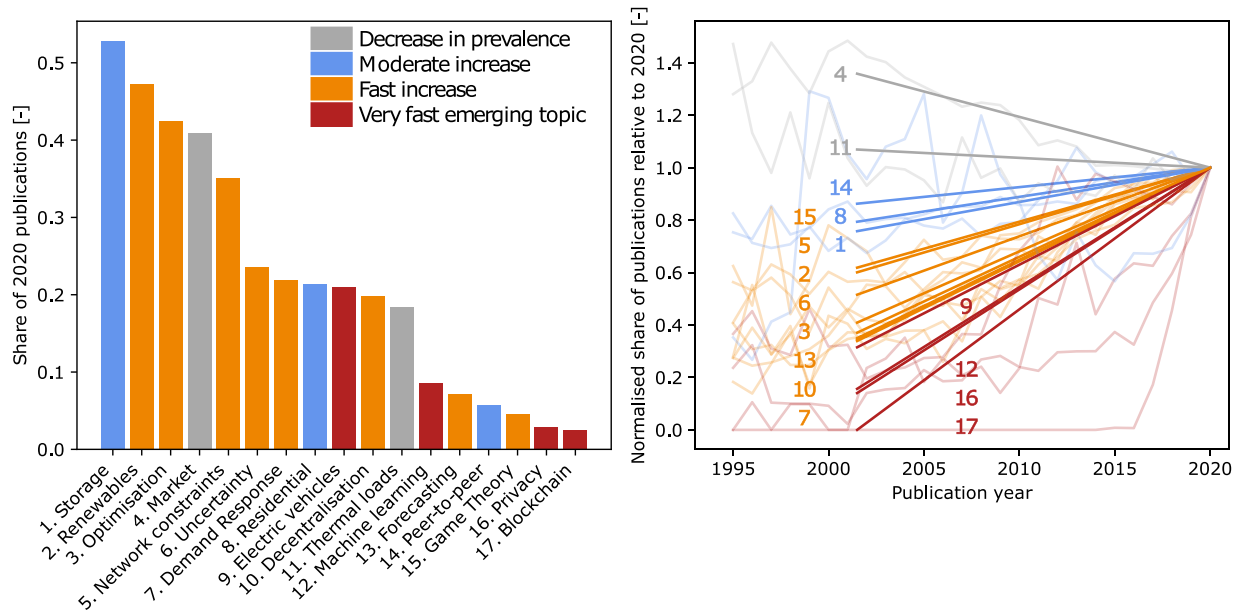 Share of 2020 publications [-]
0.5
0.4
0.3
0.2
0.1
0.0
Decrease in prevalence
Moderate increase
Fast increase
Very fast emerging topic
1. Storage
2. Renewables
3. Optimisation
4. Market
5. Network constraints
6. Uncertainty
7. Demand Response
8. Residential
9. Electric vehicles
10. Decentralisation
11. Thermal loads
12. Machine learning
13. Forecasting
14. Peer-to-peer
15. Game Theory
16. Privacy
17. Blockchain
Normalised share of publications relative to 2020 [-]
1.4
1.2
1.0
0.8
0.6
0.4
0.2
0.0
4
11
14
15
8
5
1
2
6
9
3
13
12
10
16
7
17
1995
2000
2005
2010
2015
2020
Publication year